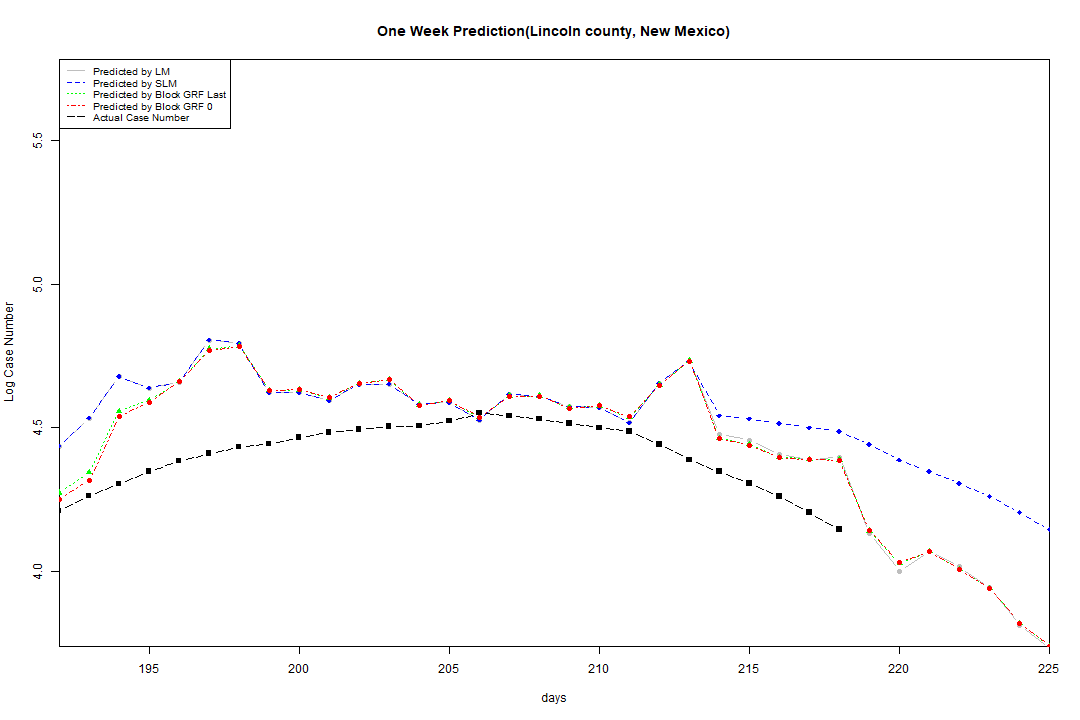 One Week Prediction(Lincoln county, New Mexico)
Predicted by LM
Predicted by SLM
Predicted by Block GRF Last
Predicted by Block GRF 0
Actual Case Number
5.5
5.0
4.5
4.0
Log Case Number
195
200
205
210
215
220
225
days